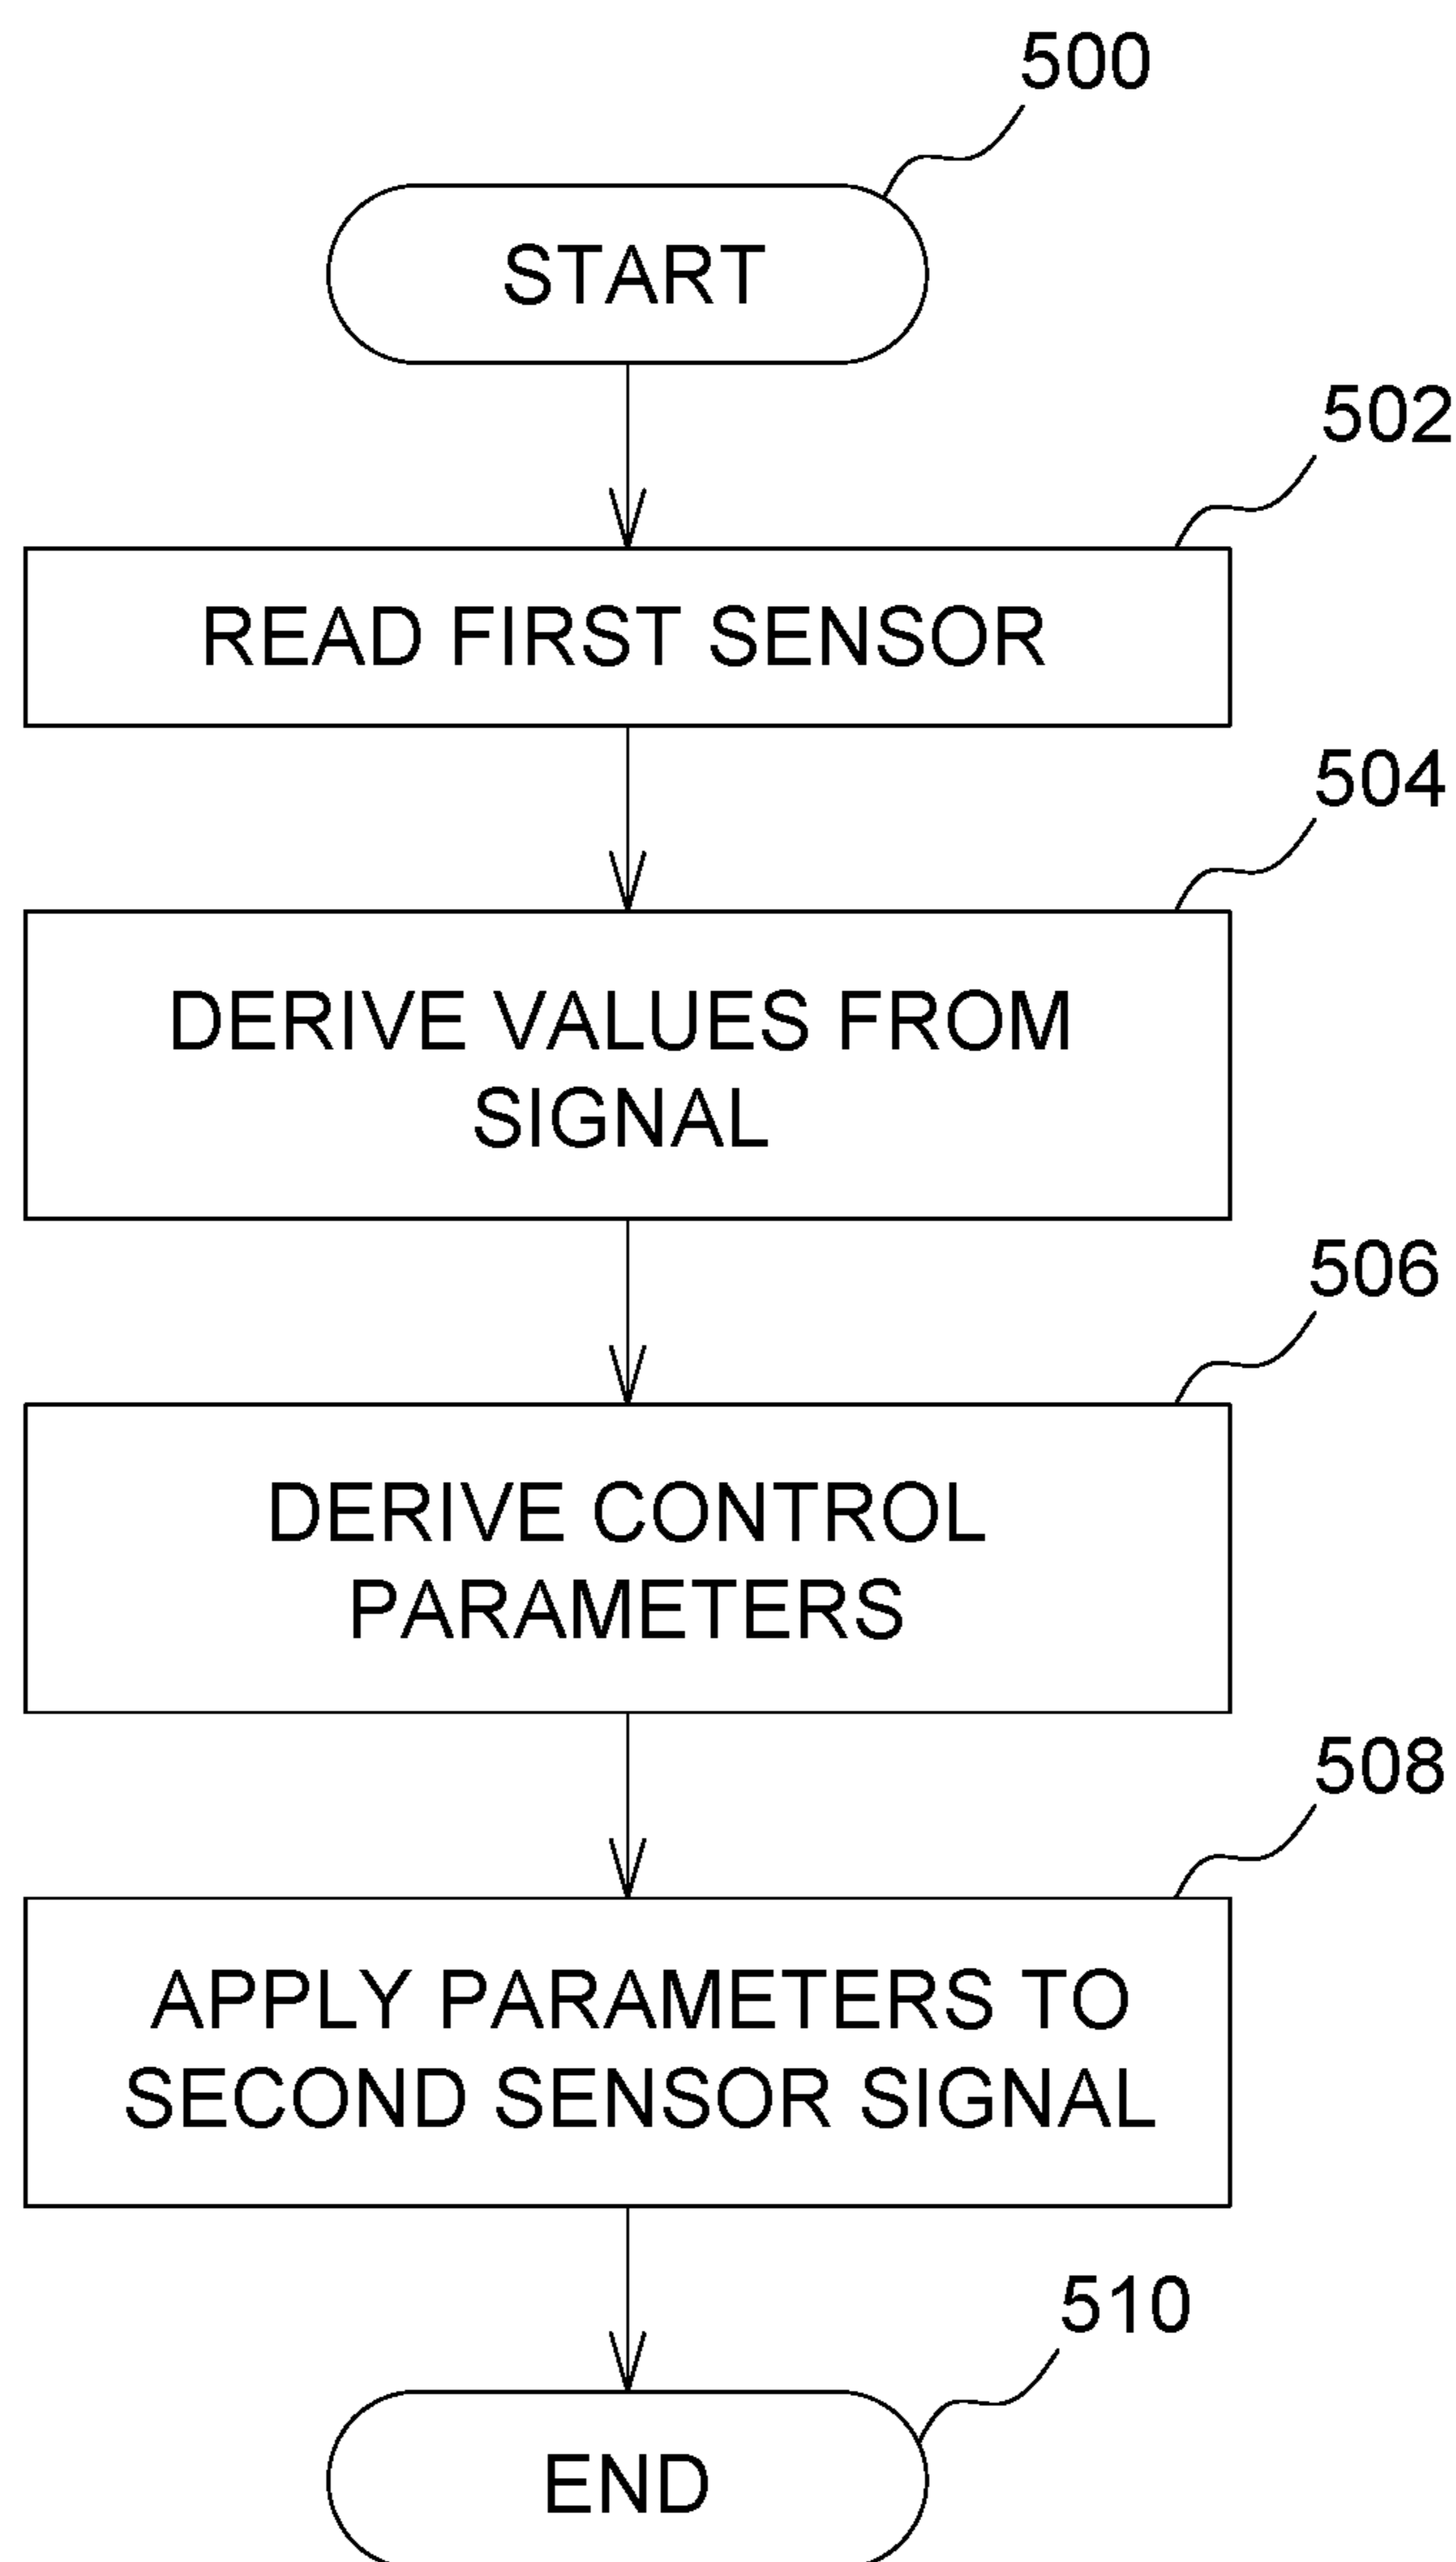 500
START
502
READ FIRST SENSOR
504
DERIVE VALUES FROM
SIGNAL
506
DERIVE CONTROL
PARAMETERS
508
APPLY PARAMETERS TO
SECOND SENSOR SIGNAL
510
END